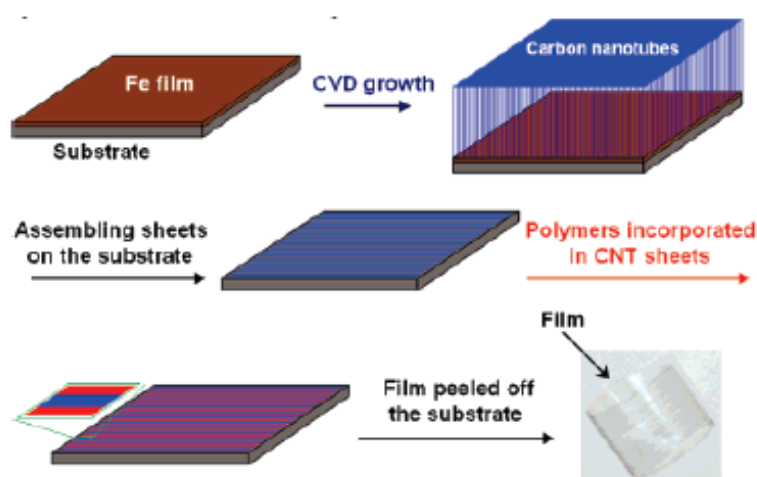 Fe film
CVD growth
Carbon nanotubes
Substrate
Assembling sheets
on the substrate
Polymers incorporated
in CNT sheets
Film
Film peeled off
the substrate